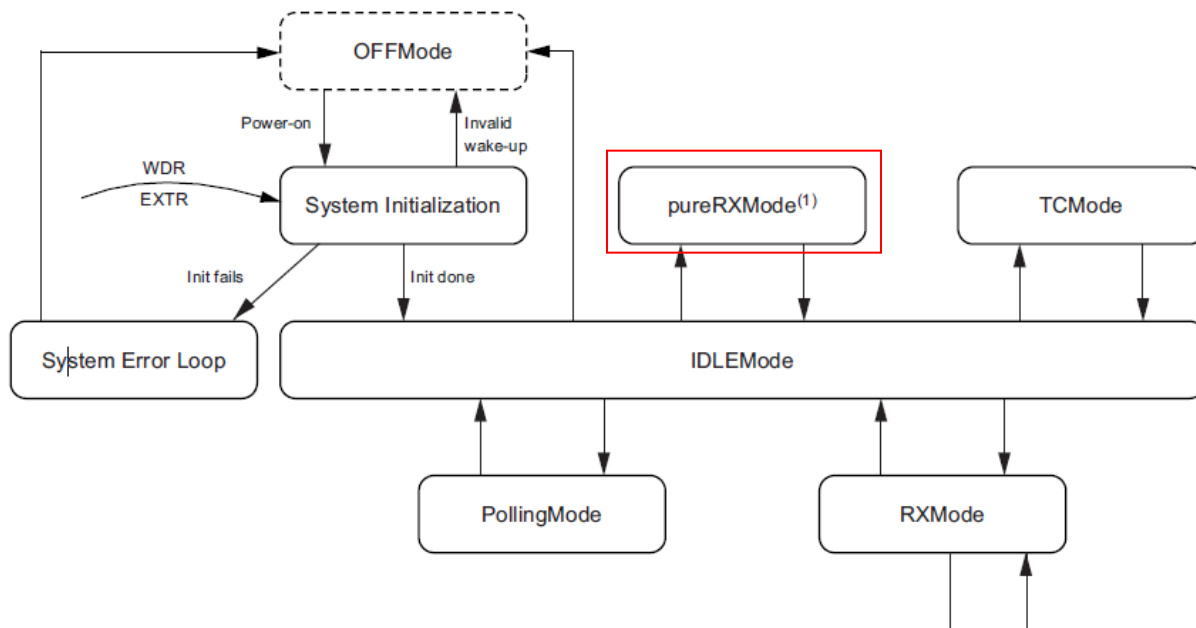 OFFMode
Power-on
Invalid
wake-up
WDR
EXTR
System Initialization
pureRXMode(1)
TCMode
Init fails
Init done
System Error Loop
IDLEMode
PollingMode
RXMode